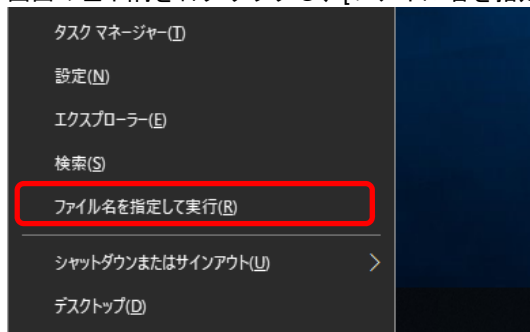 タスク マネージャー(T)
設定(N)
エクスプローラー(E)
検索(S)
ファイル名を指定して実行(R)
シャットダウンまたはサインアウト(U)
デスクトップ(D)